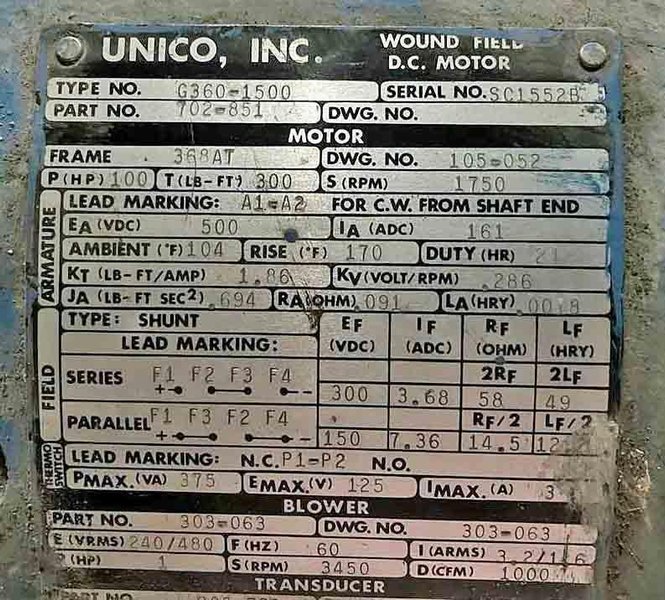 UNICO, INC. WOUND FIELD
D.C. MOTOR
TYPE NO. G360-1500 SERIAL NO. SC1552B
PART NO. 702-851 DWG. NO.
MOTOR
FRAME 368AT DWG. NO. 105-052
P (HP) 100 T (LB-FT) 300 S (RPM) 1750
ARMATURE
LEAD MARKING: A1-A2 FOR C.W. FROM SHAFT END
EA (VDC) 500 IA (ADC) 161
AMBIENT (°F) 104 RISE (°F) 170 DUTY (HR)
KT (LB-FT/AMP) 1.86 KV (VOLT/RPM) .286
JA (LB-FT SEC²) .694 RA (OHM) .091 LA (HRY)
FIELD
TYPE: SHUNT EF IF RF LF
LEAD MARKING: (VDC) (ADC) (OHM) (HRY)
2RF 2LF
SERIES F1 F2 F3 F4 300 3.68 58 49
+ -
RF/2 LF/2
PARALLEL F1 F3 F2 F4 150 7.36 14.5
+ -
THERMO SWITCH
LEAD MARKING: N.C. P1-P2 N.O.
PMAX. (VA) 375 EMAX. (V) 125 IMAX. (A) 3
BLOWER
PART NO. 303-063 DWG. NO. 303-063
E (VRMS) 240/480 F (HZ) 60 I (ARMS) 3.2/1.6
P (HP) 1 S (RPM) 3450 D (CFM) 1000
TRANSDUCER
PART NO. DWG. NO.